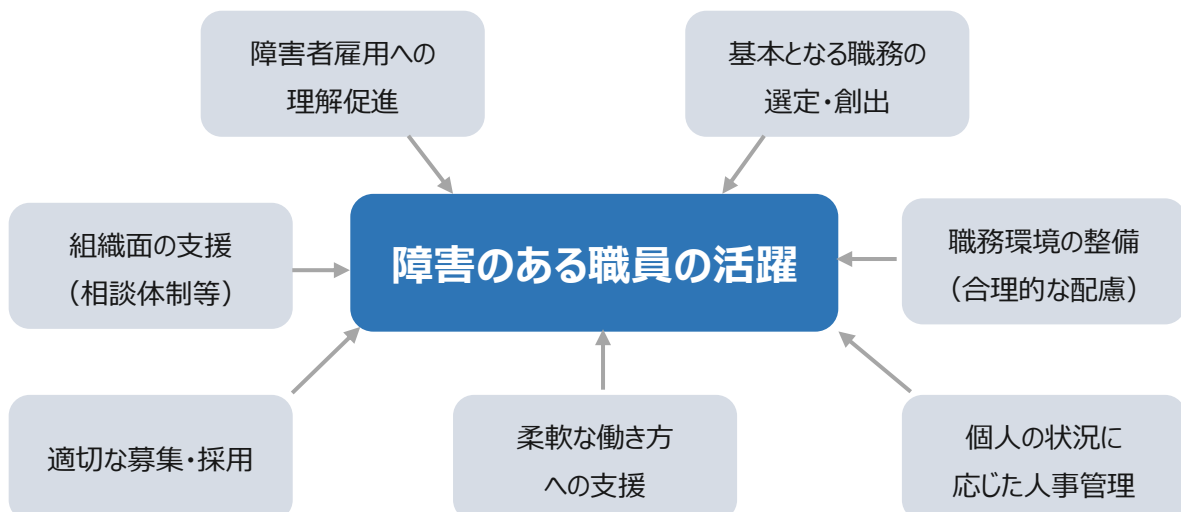 障害者雇用への
理解促進
基本となる職務の
選定・創出
組織面の支援
（相談体制等）
障害のある職員の活躍
職務環境の整備
（合理的な配慮）
適切な募集・採用
柔軟な働き方
への支援
個人の状況に
応じた人事管理